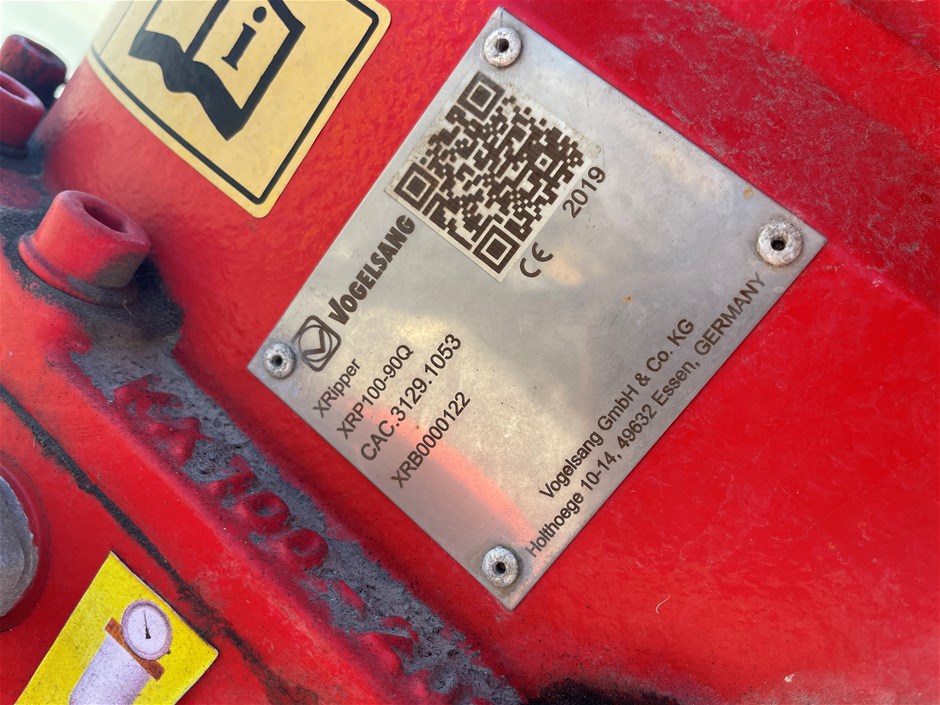 i
VOGELSANG
CE 2019
XRipper
XRP100-90Q
CAC.3129.1053
XRB0000122
Vogelsang GmbH & Co. KG
Holthoege 10-14, 49632 Essen, GERMANY